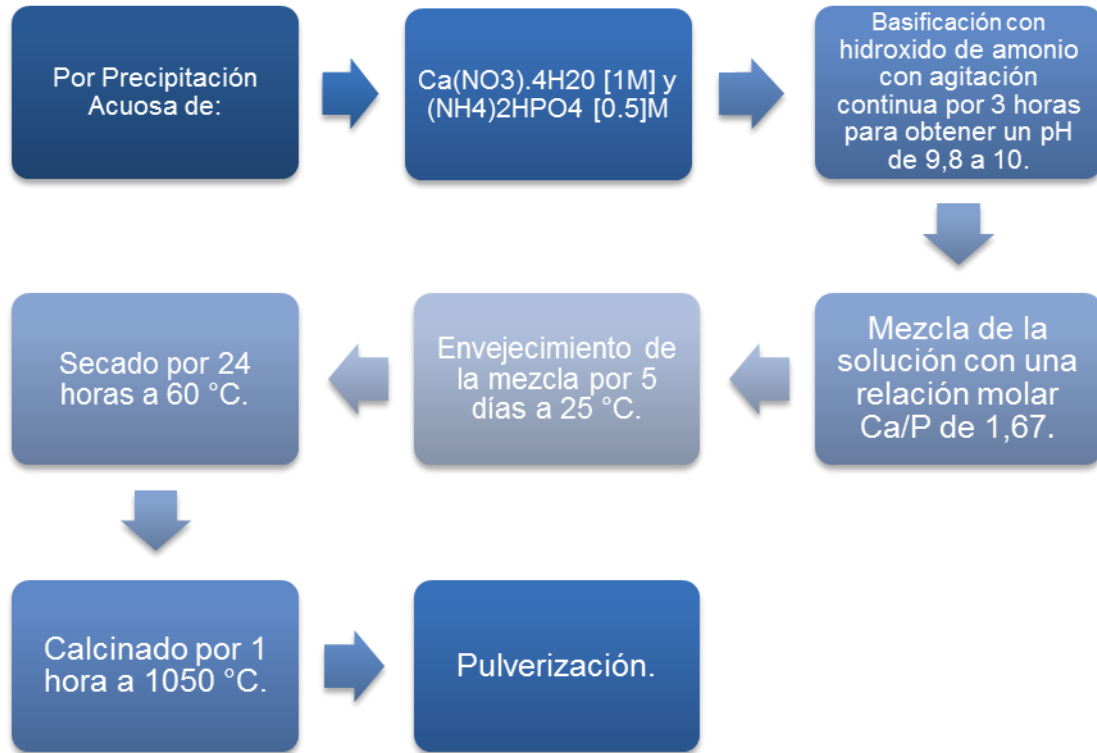 Por Precipitación
Acuosa de:
Ca(NO3).4H20 [1M] y
(NH4)2HPO4 [0.5]M
Basificación con
hidroxido de amonio
con agitación
continua por 3 horas
para obtener un pH
de 9,8 a 10.
Mezcla de la
solución con una
relación molar
Ca/P de 1,67.
Envejecimiento de
la mezcla por 5
días a 25 °C.
Secado por 24
horas a 60 °C.
Calcinado por 1
hora a 1050 °C.
Pulverización.